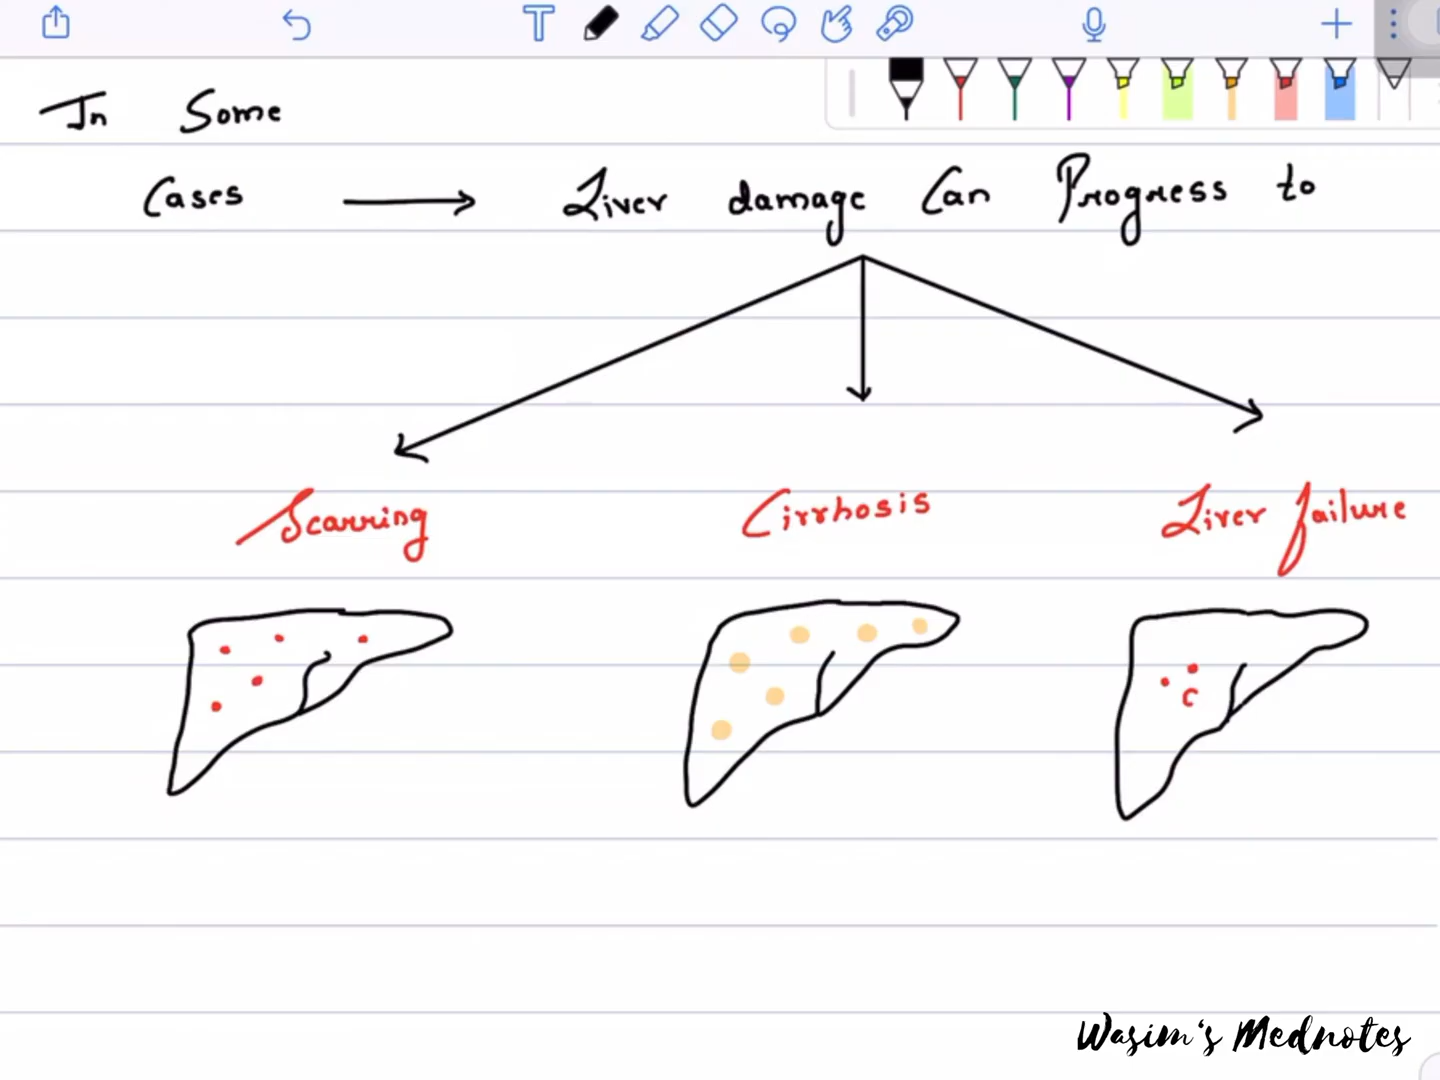 In Some
Cases → Liver damage Can Progress to
Scarring Cirrhosis Liver failure
Wasim's Mednotes